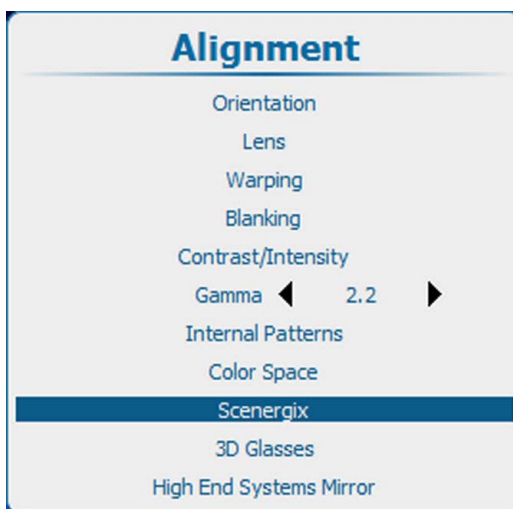 Alignment
Orientation
Lens
Warping
Blanking
Contrast/Intensity
Gamma 2.2
Internal Patterns
Color Space
Scenergix
3D Glasses
High End Systems Mirror